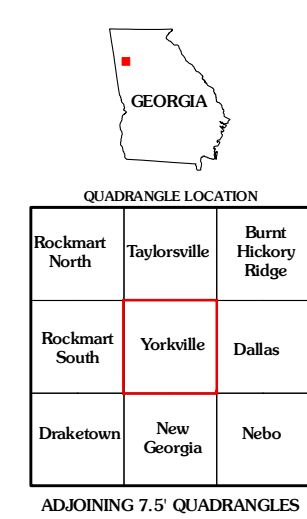 GEORGIA
QUADRANGLE LOCATION
Rockmart
North
Taylorsville
Burnt
Hickory
Ridge
Rockmart
South
Yorkville
Dallas
Draketown
New
Georgia
Nebo
ADJOINING 7.5' QUADRANGLES